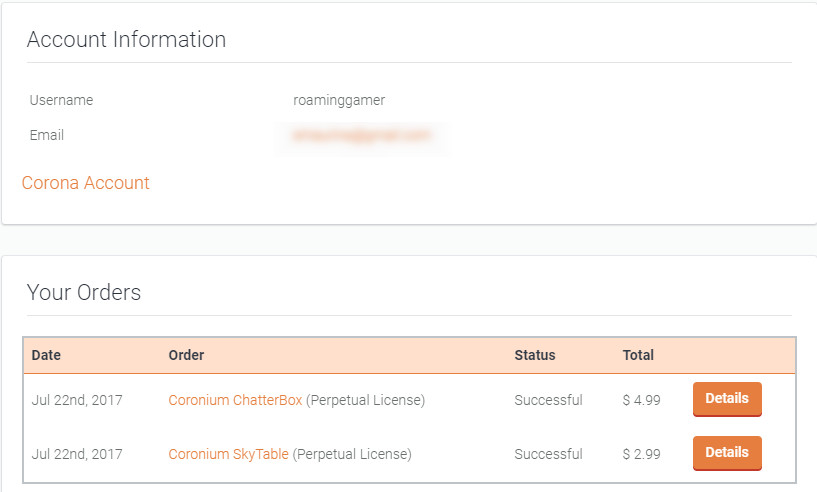 Account Information
Username roaminggamer
Email
Corona Account
Your Orders
Date Order Status Total
Jul 22nd, 2017 Coronium ChatterBox (Perpetual License) Successful $ 4.99 Details
Jul 22nd, 2017 Coronium SkyTable (Perpetual License) Successful $ 2.99 Details